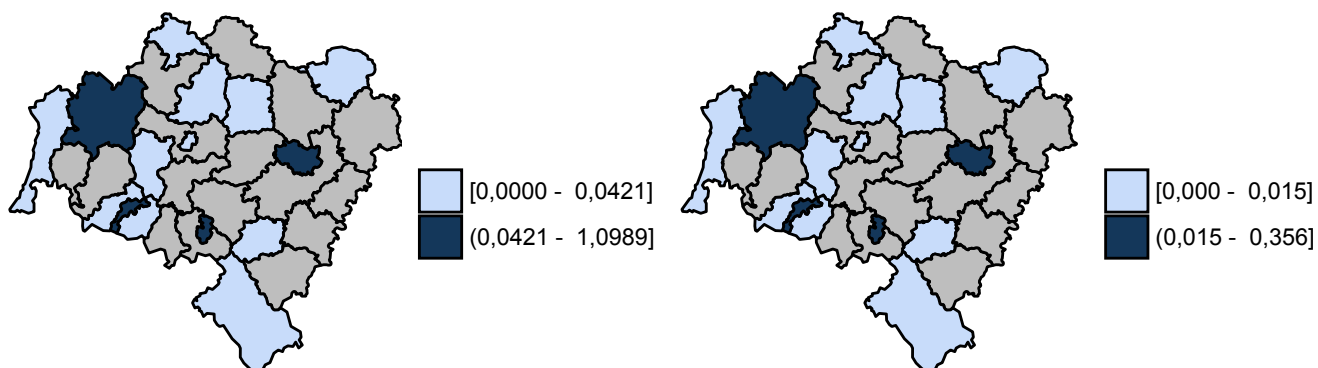 [0,0000 - 0,0421]
(0,0421 - 1,0989]
[0,000 - 0,015]
(0,015 - 0,356]